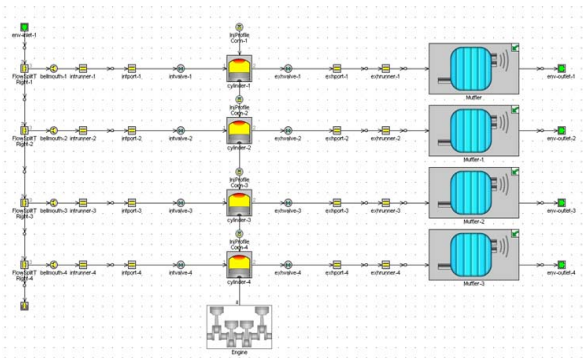 env-inlet-1
InjProfile
Conn-1
FlowSplitT
Right-1
bellmouth-1
intrunner-1
intport-1
intvalve-1
cylinder-1
exhvalve-1
exhport-1
exhrunner-1
Muffler
env-outlet-1
InjProfile
Conn-2
FlowSplitT
Right-2
bellmouth-2
intrunner-2
intport-2
intvalve-2
cylinder-2
exhvalve-2
exhport-2
exhrunner-2
Muffler-1
env-outlet-2
InjProfile
Conn-3
FlowSplitT
Right-3
bellmouth-3
intrunner-3
intport-3
intvalve-3
cylinder-3
exhvalve-3
exhport-3
exhrunner-3
Muffler-2
env-outlet-3
InjProfile
Conn-4
FlowSplitT
Right-4
bellmouth-4
intrunner-4
intport-4
intvalve-4
cylinder-4
exhvalve-4
exhport-4
exhrunner-4
Muffler-3
env-outlet-4
Engine